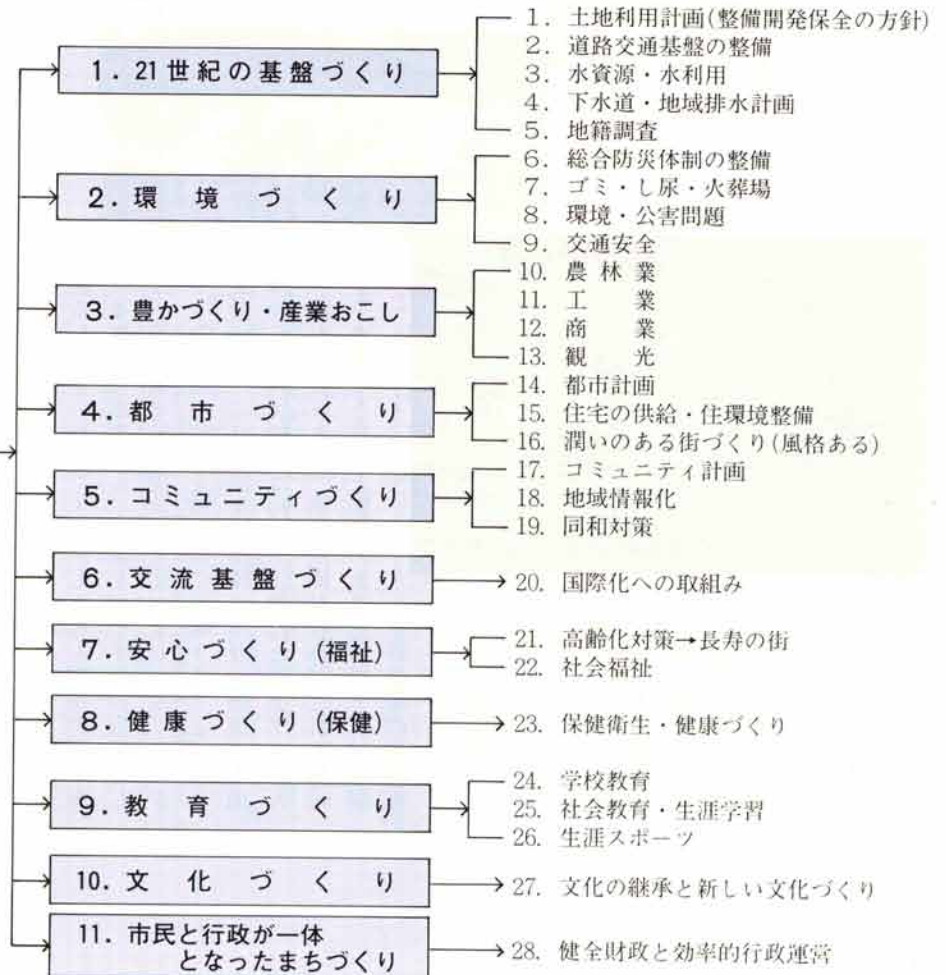 1. 21世紀の基盤づくり
1. 土地利用計画(整備開発保全の方針)
2. 道路交通基盤の整備
3. 水資源・水利用
4. 下水道・地域排水計画
5. 地籍調査
2. 環境づくり
6. 総合防災体制の整備
7. ゴミ・し尿・火葬場
8. 環境・公害問題
9. 交通安全
3. 豊かづくり・産業おこし
10. 農林業
11. 工業
12. 商業
13. 観光
4. 都市づくり
14. 都市計画
15. 住宅の供給・住環境整備
16. 潤いのある街づくり(風格ある)
5. コミュニティづくり
17. コミュニティ計画
18. 地域情報化
19. 同和対策
6. 交流基盤づくり
20. 国際化への取組み
7. 安心づくり(福祉)
21. 高齢化対策→長寿の街
22. 社会福祉
8. 健康づくり(保健)
23. 保健衛生・健康づくり
9. 教育づくり
24. 学校教育
25. 社会教育・生涯学習
26. 生涯スポーツ
10. 文化づくり
27. 文化の継承と新しい文化づくり
11. 市民と行政が一体
となったまちづくり
28. 健全財政と効率的行政運営